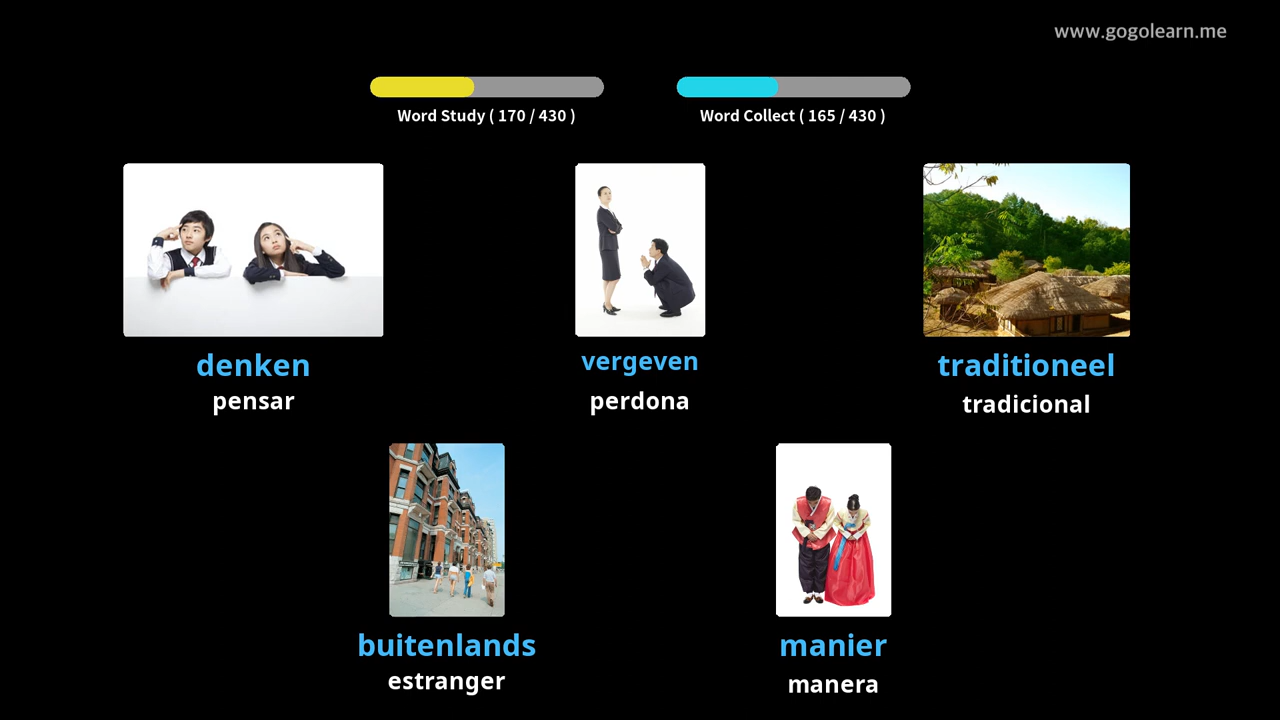 www.gogolearn.me
Word Study ( 170 / 430 )
Word Collect ( 165 / 430 )
denken
pensar
vergeven
perdona
traditioneel
tradicional
buitenlands
estranger
manier
manera